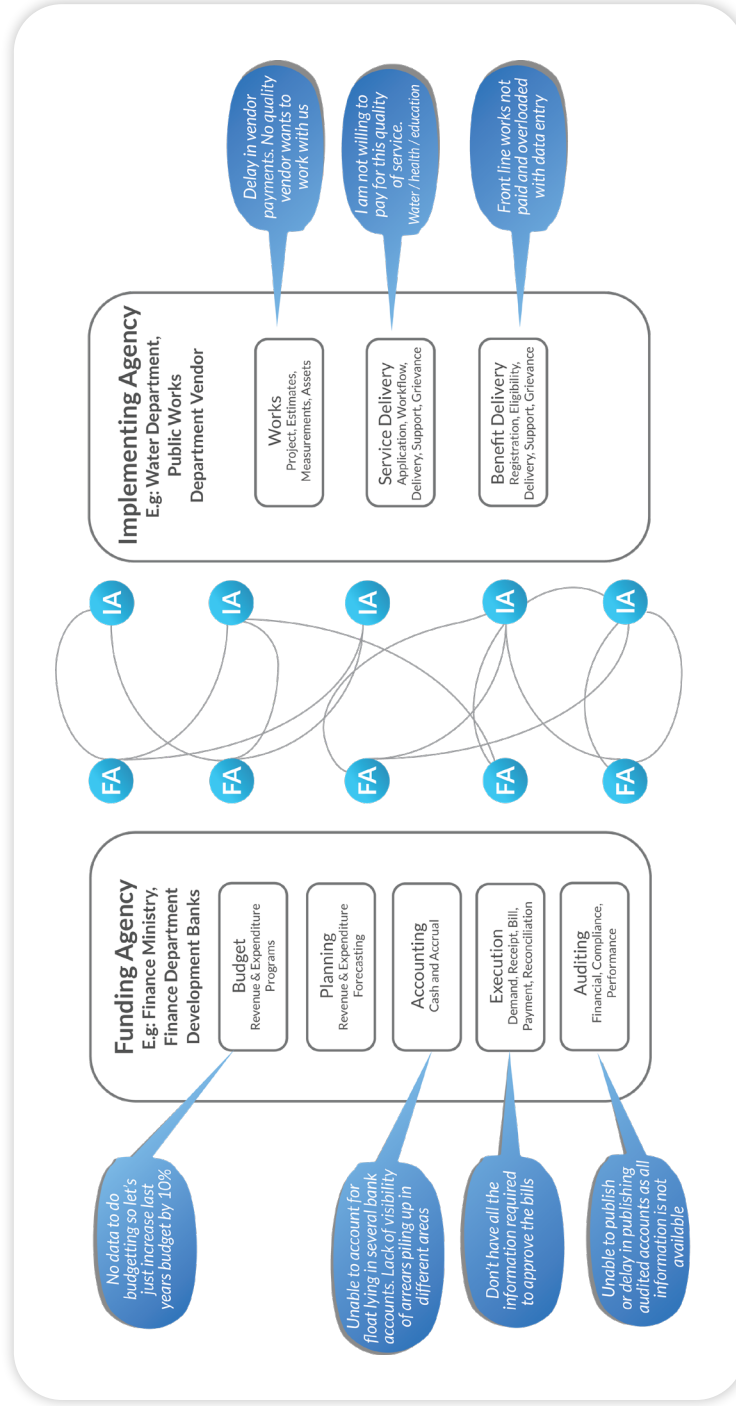 No data to do
budgetting so let's
just increase last
years budget by 10%
Unable to account for
float lying in several bank
accounts. Lack of visibility
of arrears piling up in
different areas
Don't have all the
information required
to approve the bills
Unable to publish
or delay in publishing
audited accounts as all
information is not
available
Funding Agency
E.g: Finance Ministry,
Finance Department
Development Banks
Budget
Revenue & Expenditure
Programs
Planning
Revenue & Expenditure
Forecasting
Accounting
Cash and Accrual
Execution
Demand, Receipt, Bill,
Payment, Reconciliation
Auditing
Financial, Compliance,
Performance
FA
FA
FA
FA
FA
IA
IA
IA
IA
IA
Implementing Agency
E.g: Water Department,
Public Works
Department Vendor
Works
Project, Estimates,
Measurements, Assets
Service Delivery
Application, Workflow,
Delivery, Support, Grievance
Benefit Delivery
Registration, Eligibility,
Delivery, Support, Grievance
Delay in vendor
payments. No quality
vendor wants to
work with us
I am not willing to
pay for this quality
of service.
Water / health / education
Front line works not
paid and overloaded
with data entry